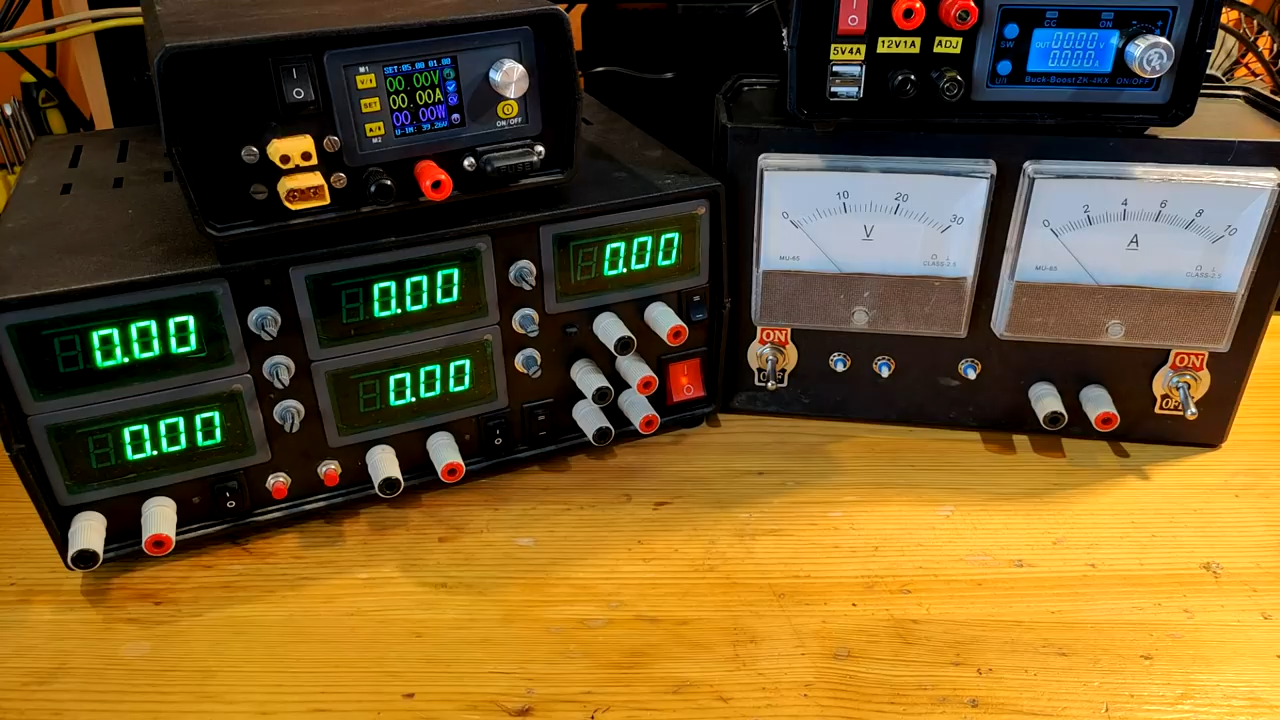 M1
V/⬆
SET
A/⬇
M2
SET:05.00 01.00
00.00V
00.00A
00.00W
CV
U-IN: 39.26V
ON/OFF
FUSE
0.00
0.00
0.00
0.00
0.00
5V4A
12V1A
ADJ
SW
U/I
CC
ON
OUT 00.00 V
0.000 A
Buck-Boost ZK-4KX
ON/OFF
0 10 20 30
V
MU-65
CLASS-2.5
0 2 4 6 8 10
A
MU-65
CLASS-2.5
ON
OFF
ON
OFF